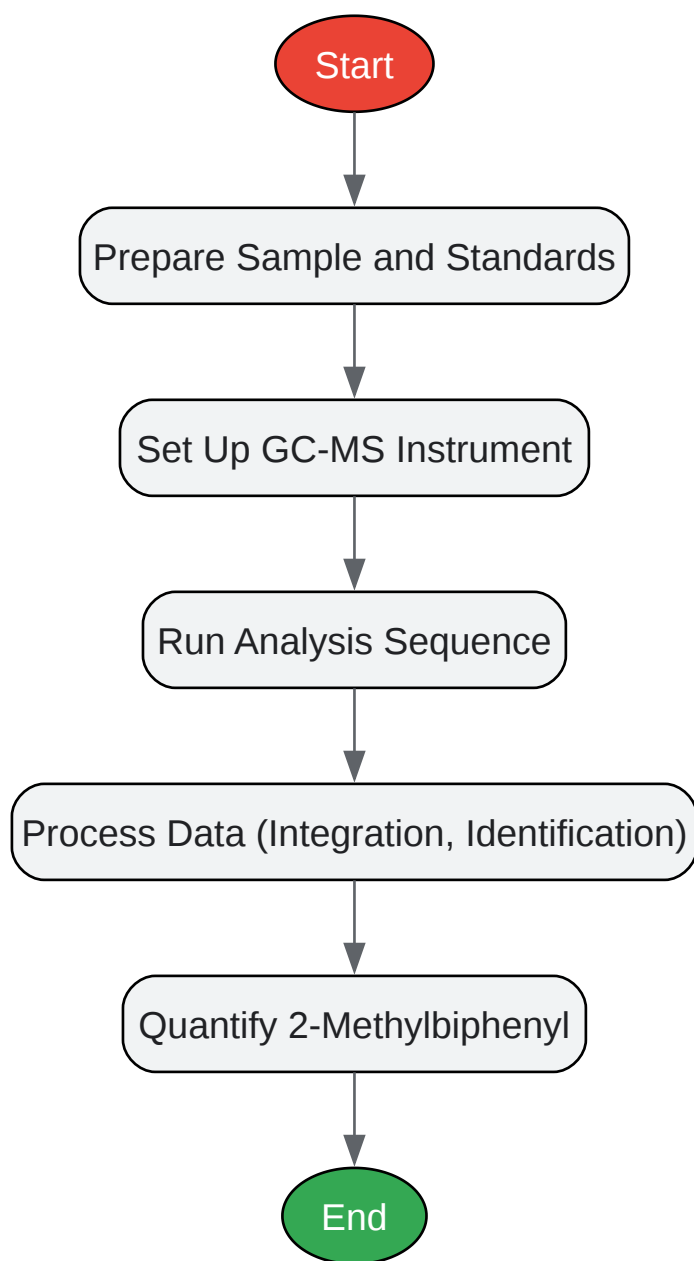 Start
Prepare Sample and Standards
Set Up GC-MS Instrument
Run Analysis Sequence
Process Data (Integration, Identification)
Quantify 2-Methylbiphenyl
End